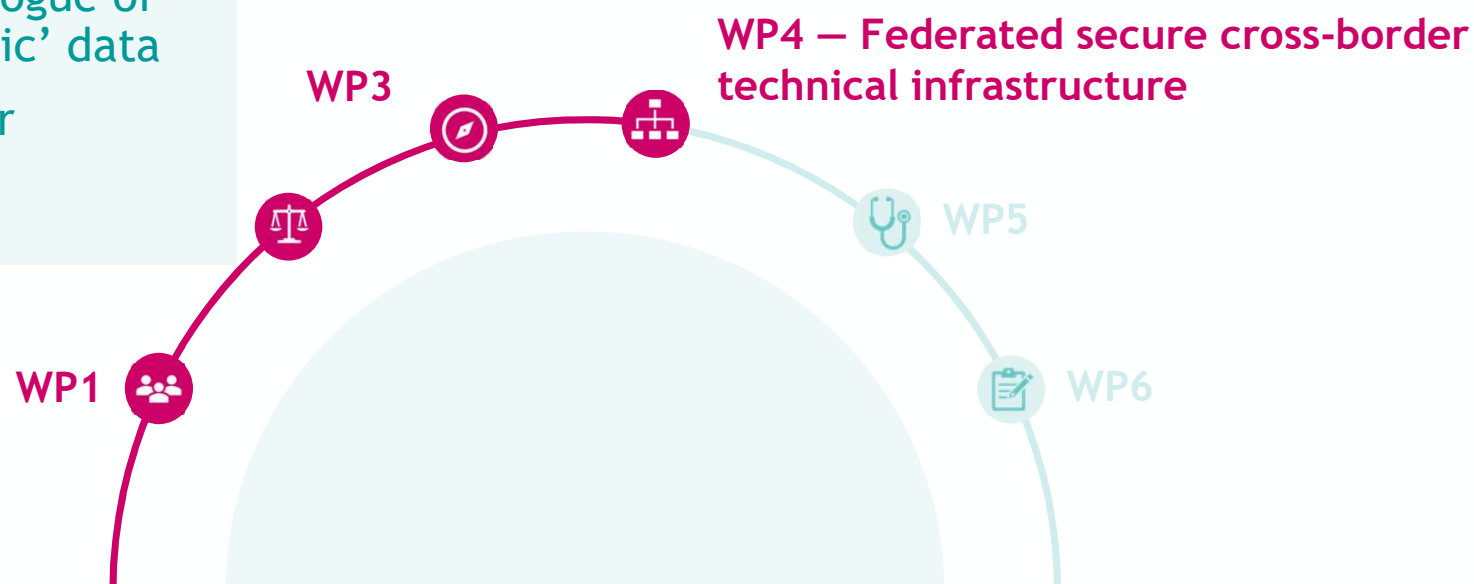 ic’ data
WP4 — Federated secure cross-border
technical infrastructure
WP3
WP5
WP1
WP6